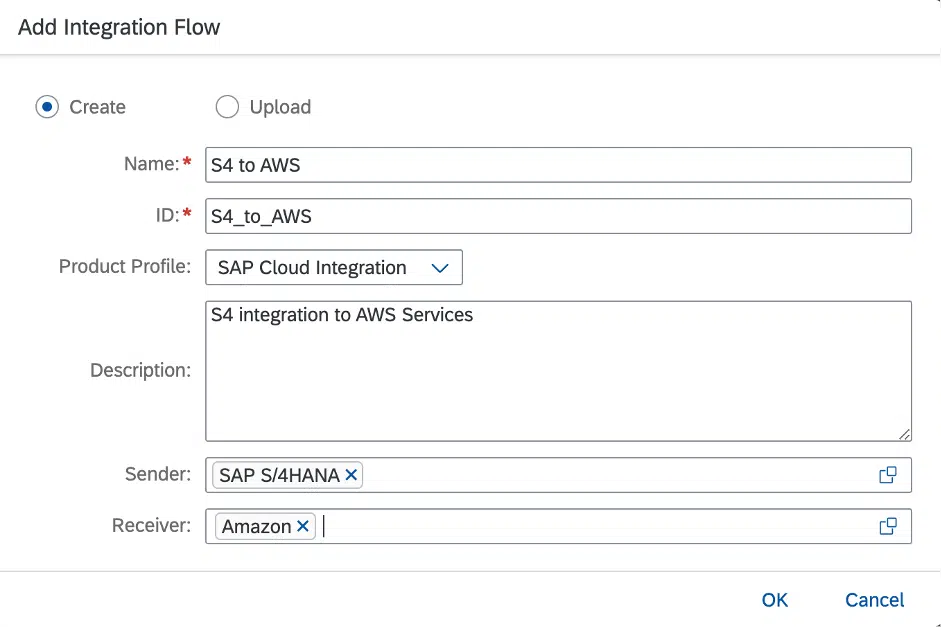 Add Integration Flow
Create Upload
Name:* S4 to AWS
ID:* S4_to_AWS
Product Profile: SAP Cloud Integration
Description: S4 integration to AWS Services
Sender: SAP S/4HANA
Receiver: Amazon
OK Cancel